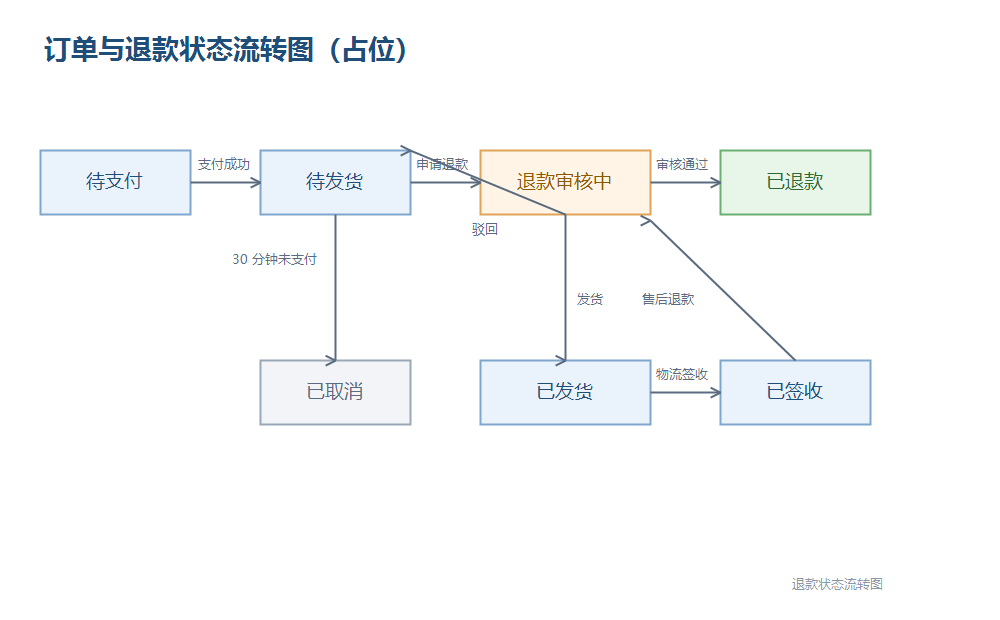 订单与退款状态流转图（占位）
待支付
支付成功
待发货
申请退款
退款审核中
审核通过
已退款
驳回
30 分钟未支付
发货
售后退款
已取消
已发货
物流签收
已签收
退款状态流转图